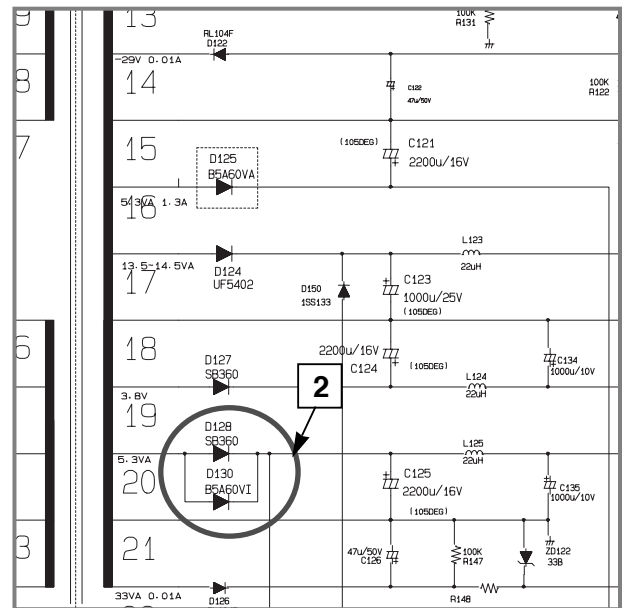 13
100K
R131
RL104F
D122
-29V 0.01A
8
14
C122
47u/50V
100K
R122
7
15
D125
B5A60VA
(105DEG)
C121
2200u/16V
5.3VA 1.3A
16
13.5~14.5VA
17
D124
UF5402
L123
22uH
D150
1SS133
C123
1000u/25V
(105DEG)
6
18
D127
SB360
2200u/16V
C124
(105DEG)
C134
1000u/10V
3.8V
2
L124
22uH
19
D128
SB360
5.3VA
L125
22uH
20
D130
B5A60VI
C125
2200u/16V
(105DEG)
C135
1000u/10V
3
21
47u/50V
C126
100K
R147
ZD122
33B
33VA 0.01A
D126
R148